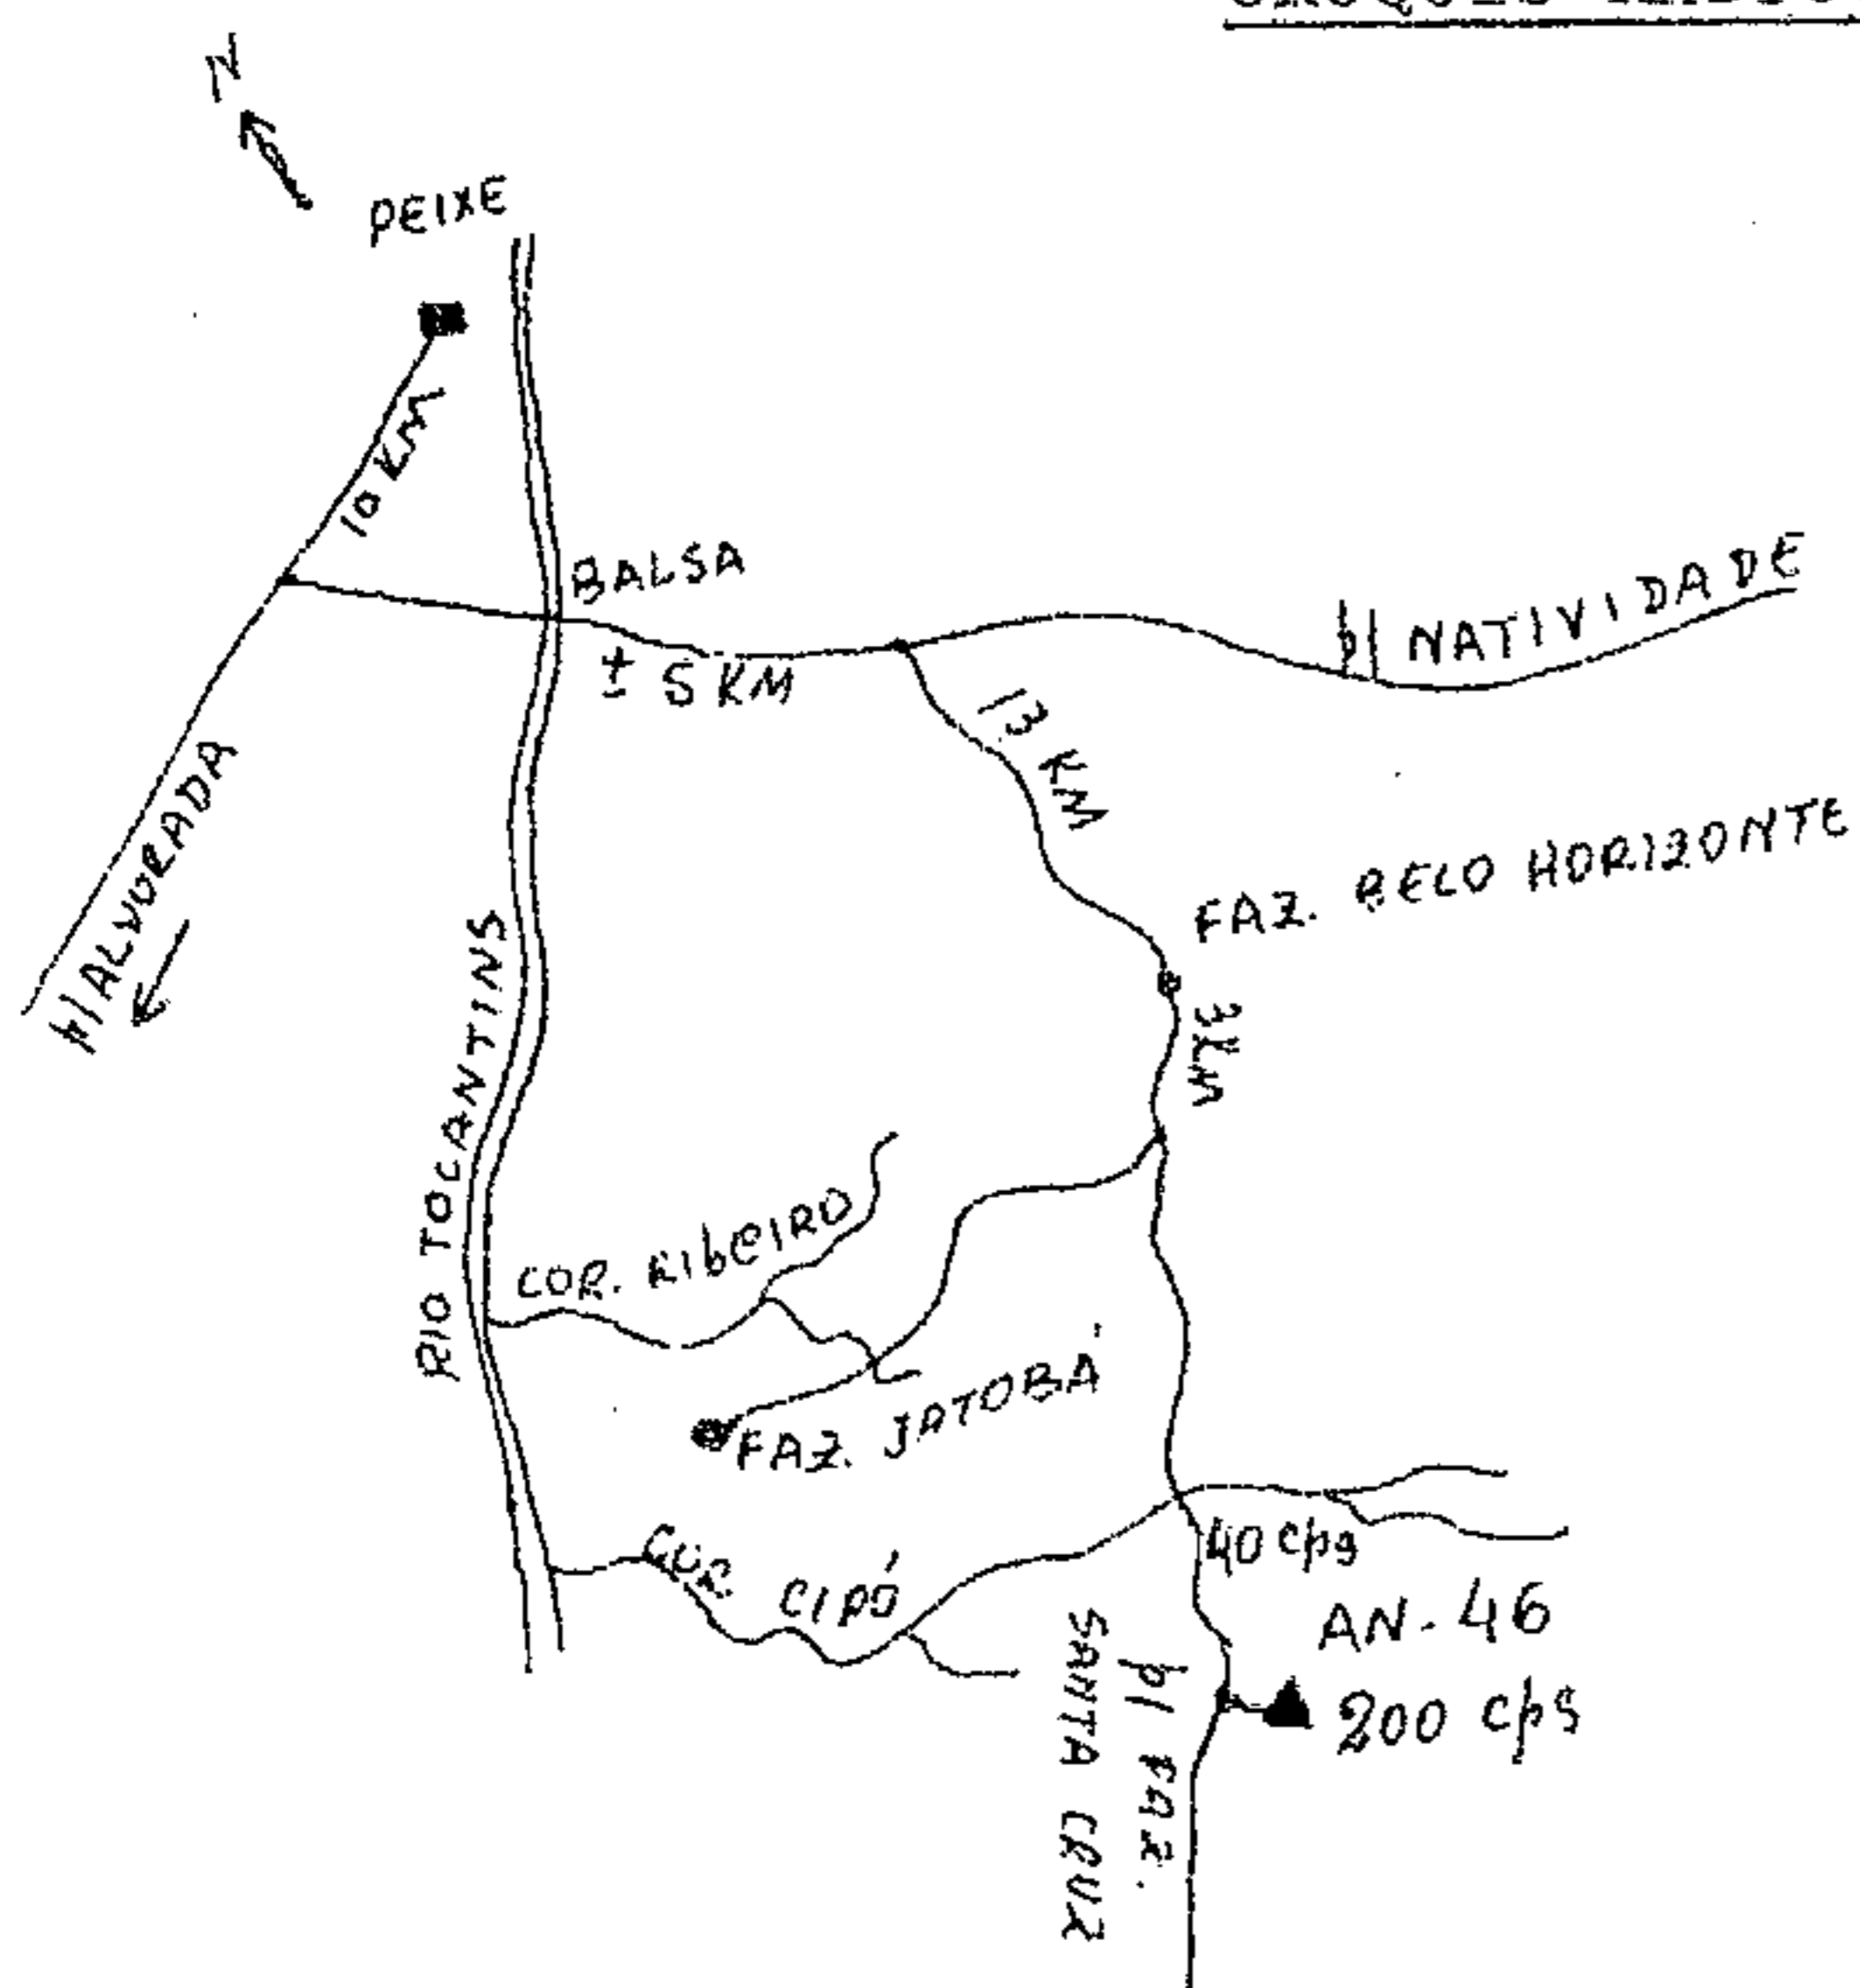 N
PEIXE
10 KM
BALSA
± 5 KM
P/ NATIVIDADE
13 KM
P/ ALVORADA
FAZ. BELO HORIZONTE
3 KM
RIO TOCANTINS
COR. RIBEIRO
FAZ. JATOBÁ
40 cps
COR. CIPÓ
AN-46
200 cps
P/ FAZ.
SANTA CRUZ